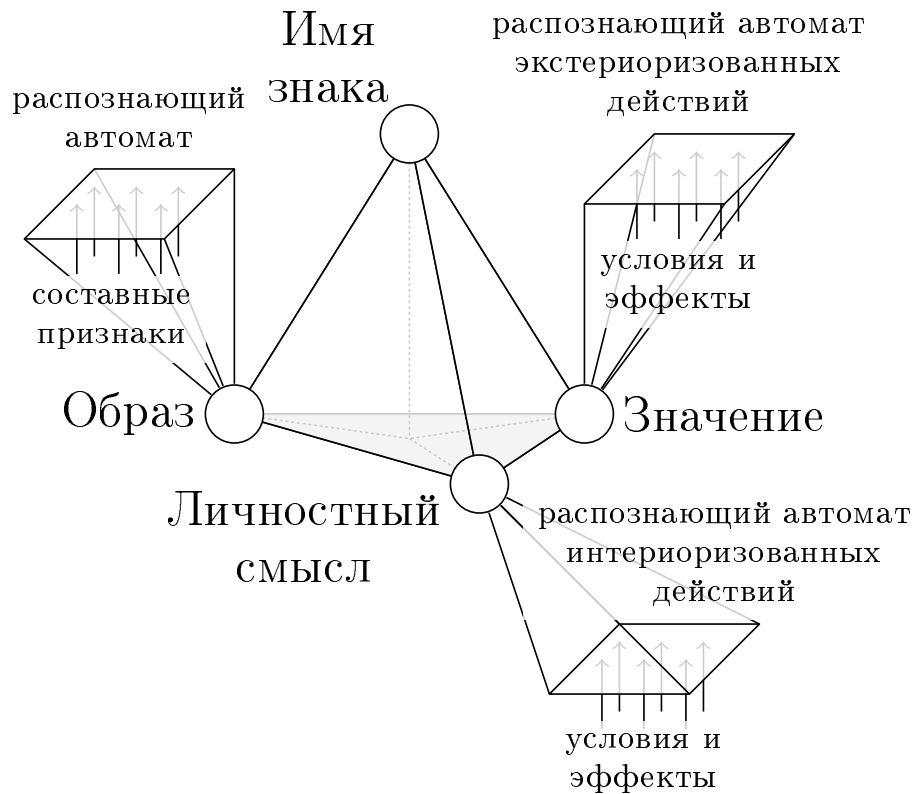 Имя
знака
распознающий автомат
экстериоризованных
действий
распознающий
автомат
условия и
эффекты
составные
признаки
Образ
Значение
Личностный
смысл
распознающий автомат
интериоризованных
действий
условия и
эффекты